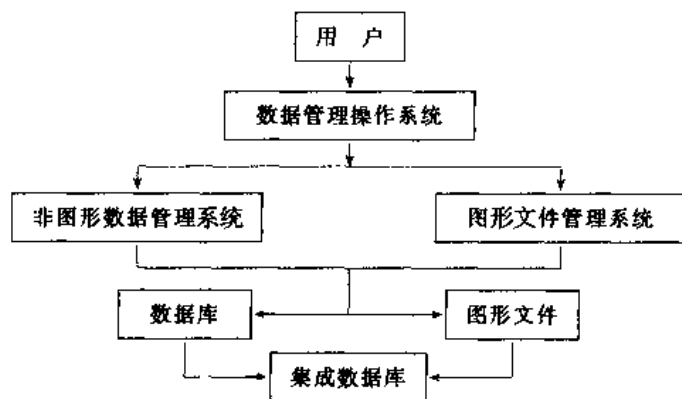 用 户
数据管理操作系统
非图形数据管理系统
图形文件管理系统
数据库
图形文件
集成数据库